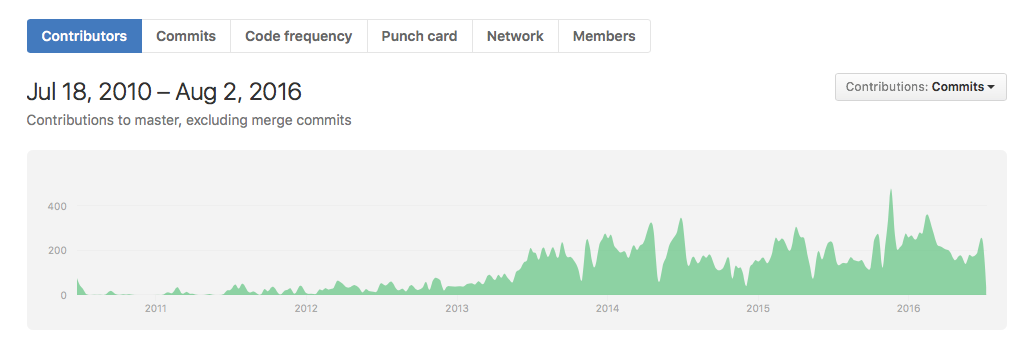 Contributors Commits Code frequency Punch card Network Members
Jul 18, 2010 – Aug 2, 2016
Contributions: Commits
Contributions to master, excluding merge commits
400
200
0
2011 2012 2013 2014 2015 2016